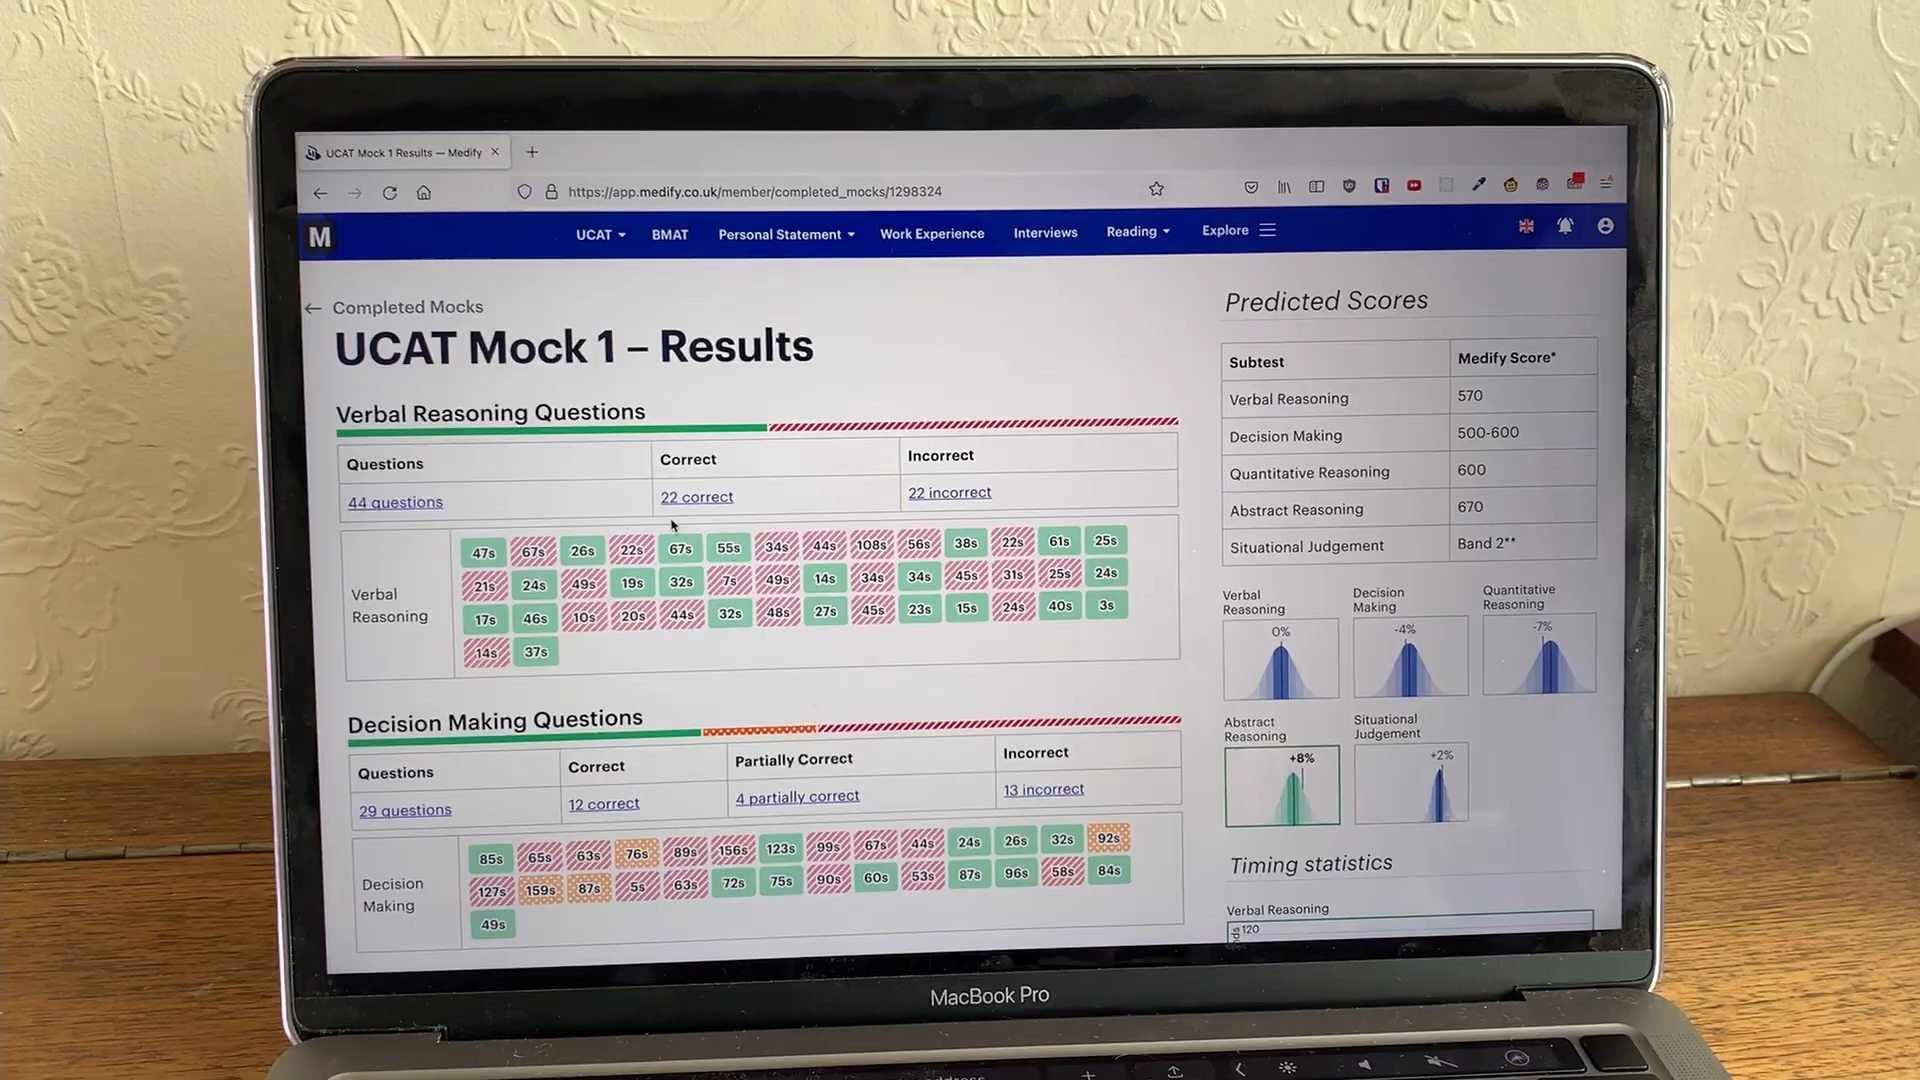 UCAT Mock 1 Results — Medify
https://app.medify.co.uk/member/completed_mocks/1298324
M UCAT BMAT Personal Statement Work Experience Interviews Reading Explore
← Completed Mocks
UCAT Mock 1 – Results
Verbal Reasoning Questions
Questions Correct Incorrect
44 questions 22 correct 22 incorrect
Verbal Reasoning
47s 67s 26s 22s 67s 55s 34s 44s 108s 56s 38s 22s 61s 25s
21s 24s 49s 19s 32s 7s 49s 14s 34s 34s 45s 31s 25s 24s
17s 46s 10s 20s 44s 32s 48s 27s 45s 23s 15s 24s 40s 3s
14s 37s
Decision Making Questions
Questions Correct Partially Correct Incorrect
29 questions 12 correct 4 partially correct 13 incorrect
Decision Making
85s 65s 63s 76s 89s 156s 123s 99s 67s 44s 24s 26s 32s 92s
127s 159s 87s 5s 63s 72s 75s 90s 60s 53s 87s 96s 58s 84s
49s
Predicted Scores
Subtest Medify Score*
Verbal Reasoning 570
Decision Making 500-600
Quantitative Reasoning 600
Abstract Reasoning 670
Situational Judgement Band 2**
Verbal Reasoning
0%
Decision Making
-4%
Quantitative Reasoning
-7%
Abstract Reasoning
+8%
Situational Judgement
+2%
Timing statistics
Verbal Reasoning
120
MacBook Pro